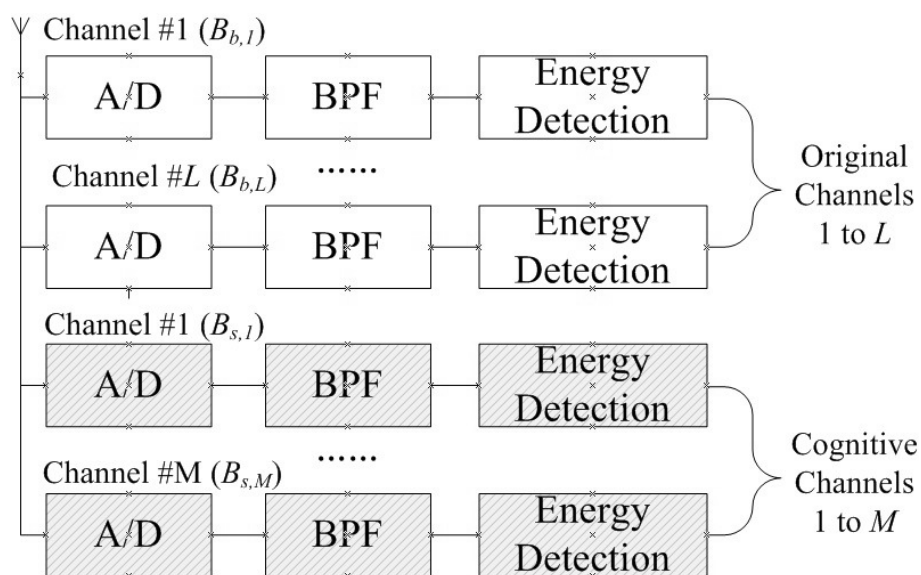 Channel #1 (B_{b,1})
A/D
BPF
Energy
Detection
Channel #L (B_{b,L})
......
A/D
BPF
Energy
Detection
Original
Channels
1 to L
Channel #1 (B_{s,1})
A/D
BPF
Energy
Detection
Channel #M (B_{s,M})
......
A/D
BPF
Energy
Detection
Cognitive
Channels
1 to M